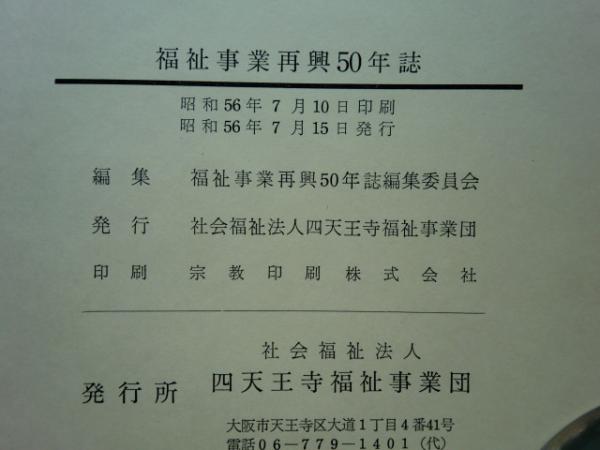 福祉事業再興50年誌
昭和56年7月10日印刷
昭和56年7月15日発行
編集 福祉事業再興50年誌編集委員会
発行 社会福祉法人四天王寺福祉事業団
印刷 宗教印刷株式会社
社会福祉法人
発行所 四天王寺福祉事業団
大阪市天王寺区大道1丁目4番41号
電話06－779－1401(代)